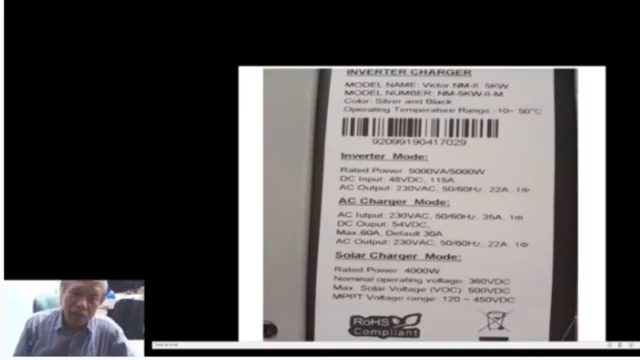 INVERTER CHARGER
MODEL NAME: Victor NM-II 5KW
MODEL NUMBER: NM-5KW-II-M
Color: Silver and Black
Operating Temperature Range:-10~ 50°C
92099190417029
Inverter Mode:
Rated Power: 5000VA/5000W
DC Input: 48VDC, 115A
AC Output: 230VAC, 50/60Hz, 22A, 1Φ
AC Charger Mode:
AC Iutput: 230VAC, 50/60Hz, 35A, 1Φ
DC Ouput: 54VDC,
Max.60A, Default 30A
AC Output: 230VAC, 50/60Hz, 22A, 1Φ
Solar Charger Mode:
Rated Power: 4000W
Nominal operating voltage: 360VDC
Max. Solar Voltage (VOC): 500VDC
MPPT Voltage range: 120 ~ 450VDC
RoHS
Compliant